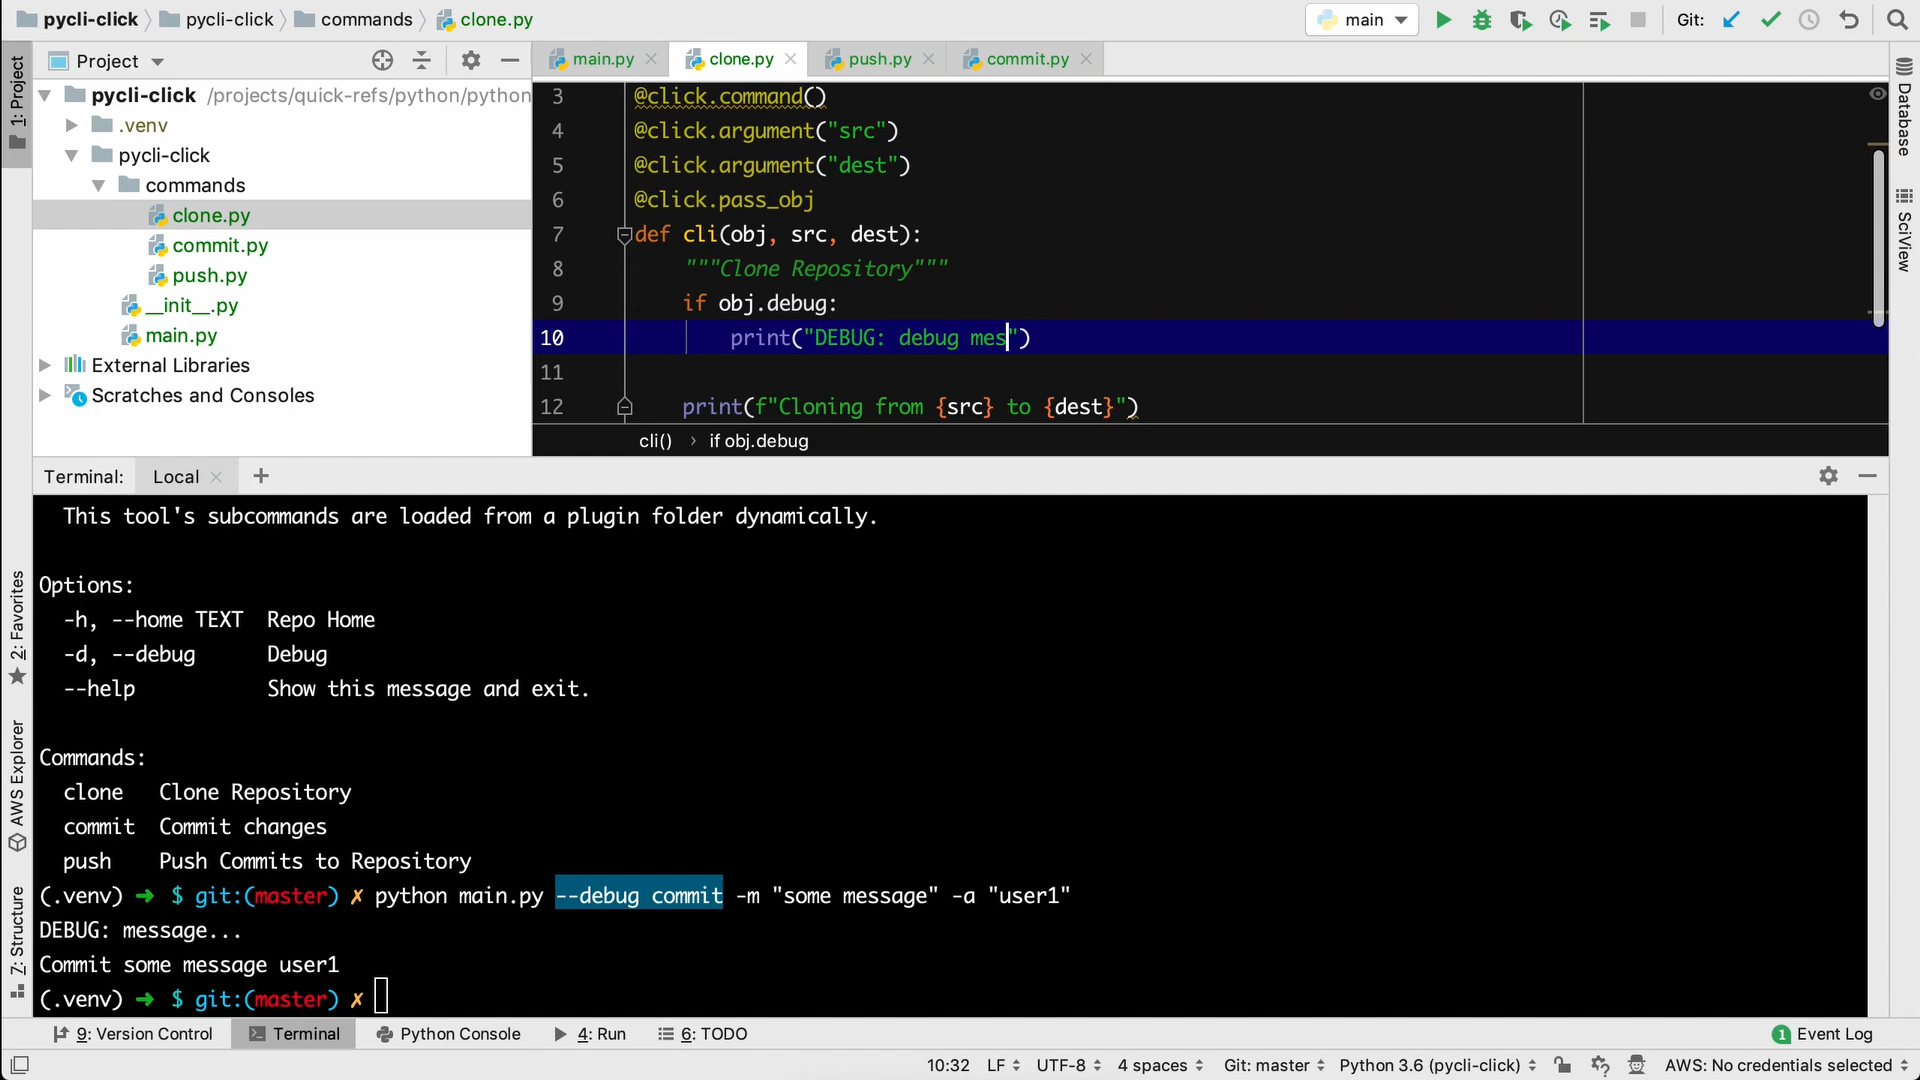 pycli-click pycli-click commands clone.py main Git:
1: Project
Project
main.py clone.py push.py commit.py
pycli-click /projects/quick-refs/python/python
.venv
pycli-click
commands
clone.py
commit.py
push.py
__init__.py
main.py
External Libraries
Scratches and Consoles
3 @click.command()
4 @click.argument("src")
5 @click.argument("dest")
6 @click.pass_obj
7 def cli(obj, src, dest):
8 """Clone Repository"""
9 if obj.debug:
10 print("DEBUG: debug mes")
11
12 print(f"Cloning from {src} to {dest}")
cli() › if obj.debug
Database
SciView
Terminal: Local +
This tool's subcommands are loaded from a plugin folder dynamically.
Options:
-h, --home TEXT Repo Home
-d, --debug Debug
--help Show this message and exit.
Commands:
clone Clone Repository
commit Commit changes
push Push Commits to Repository
(.venv) ➜ $ git:(master) ✗ python main.py --debug commit -m "some message" -a "user1"
DEBUG: message...
Commit some message user1
(.venv) ➜ $ git:(master) ✗
2: Favorites
AWS Explorer
Z: Structure
9: Version Control Terminal Python Console 4: Run 6: TODO 1 Event Log
10:32 LF UTF-8 4 spaces Git: master Python 3.6 (pycli-click) AWS: No credentials selected